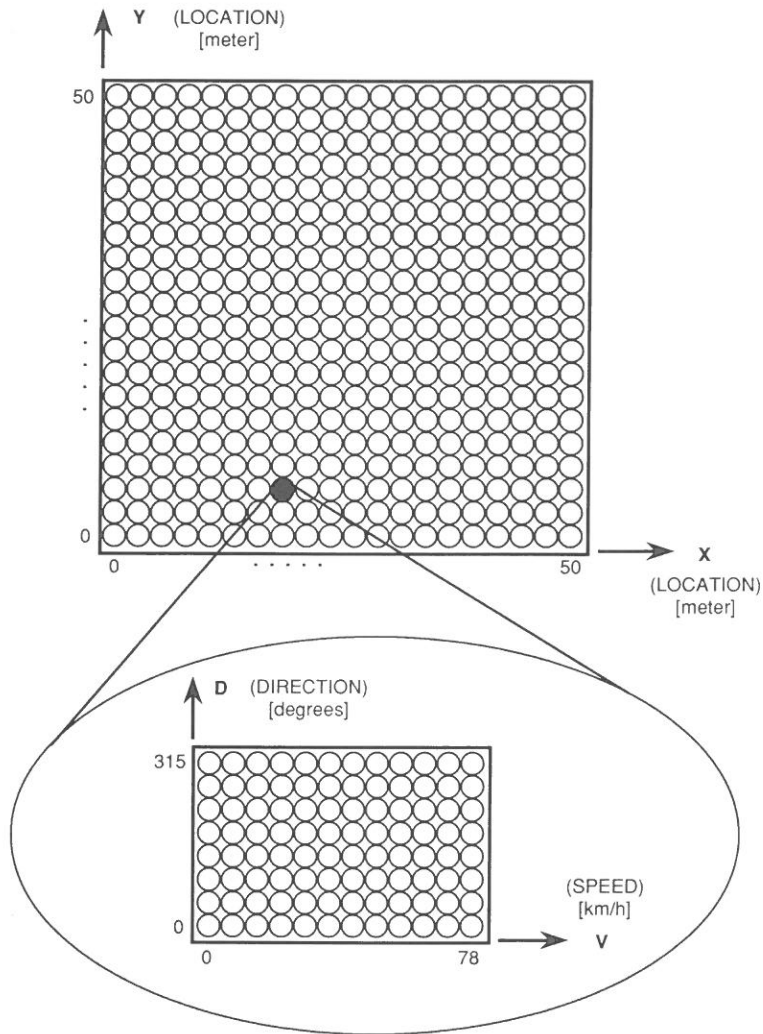 Y (LOCATION)
[meter]
50
. . . . .
0
0 . . . . . 50
X
(LOCATION)
[meter]
D (DIRECTION)
[degrees]
315
0
0 78
(SPEED)
[km/h]
V